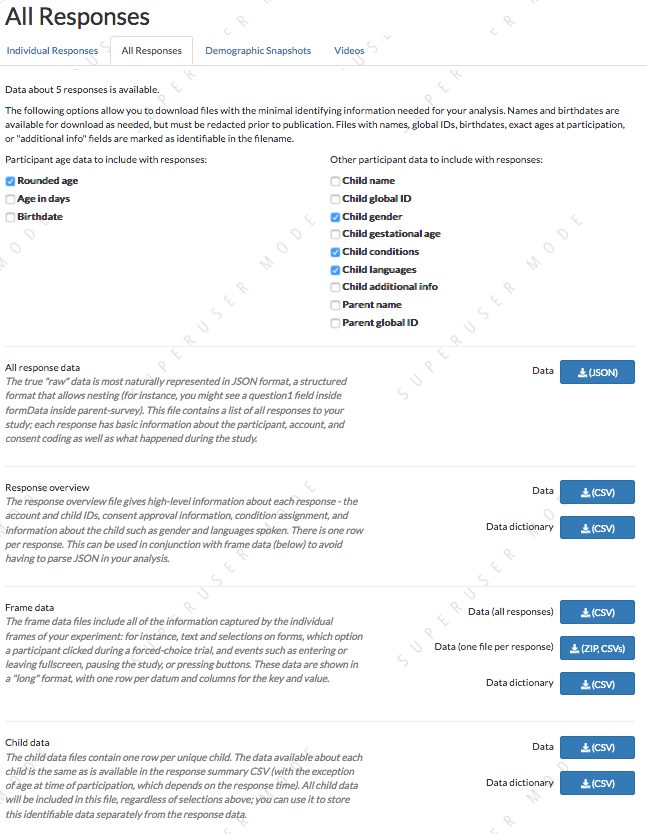 All Responses
Individual Responses
All Responses
Demographic Snapshots
Videos
Data about 5 responses is available.
The following options allow you to download files with the minimal identifying information needed for your analysis. Names and birthdates are
available for download as needed, but must be redacted prior to publication. Files with names, global IDs, birthdates, exact ages at participation,
or "additional info" fields are marked as identifiable in the filename.
Participant age data to include with responses:
Rounded age
Age in days
Birthdate
Other participant data to include with responses:
Child name
Child global ID
Child gender
Child gestational age
Child conditions
Child languages
Child additional info
Parent name
Parent global ID
All response data
The true "raw" data is most naturally represented in JSON format, a structured
format that allows nesting (for instance, you might see a question1 field inside
formData inside parent-survey). This file contains a list of all responses to your
study; each response has basic information about the participant, account, and
consent coding as well as what happened during the study.
Data
(JSON)
Response overview
The response overview file gives high-level information about each response - the
account and child IDs, consent approval information, condition assignment, and
information about the child such as gender and languages spoken. There is one row
per response. This can be used in conjunction with frame data (below) to avoid
having to parse JSON in your analysis.
Data
(CSV)
Data dictionary
(CSV)
Frame data
The frame data files include all of the information captured by the individual
frames of your experiment: for instance, text and selections on forms, which option
a participant clicked during a forced-choice trial, and events such as entering or
leaving fullscreen, pausing the study, or pressing buttons. These data are shown in
a "long" format, with one row per datum and columns for the key and value.
Data (all responses)
(CSV)
Data (one file per response)
(ZIP, CSVs)
Data dictionary
(CSV)
Child data
The child data files contain one row per unique child. The data available about each
child is the same as is available in the response summary CSV (with the exception
of age at time of participation, which depends on the response time). All child data
will be included in this file, regardless of selections above; you can use it to store
this identifiable data separately from the response data.
Data
(CSV)
Data dictionary
(CSV)
SUPERUSER MODE